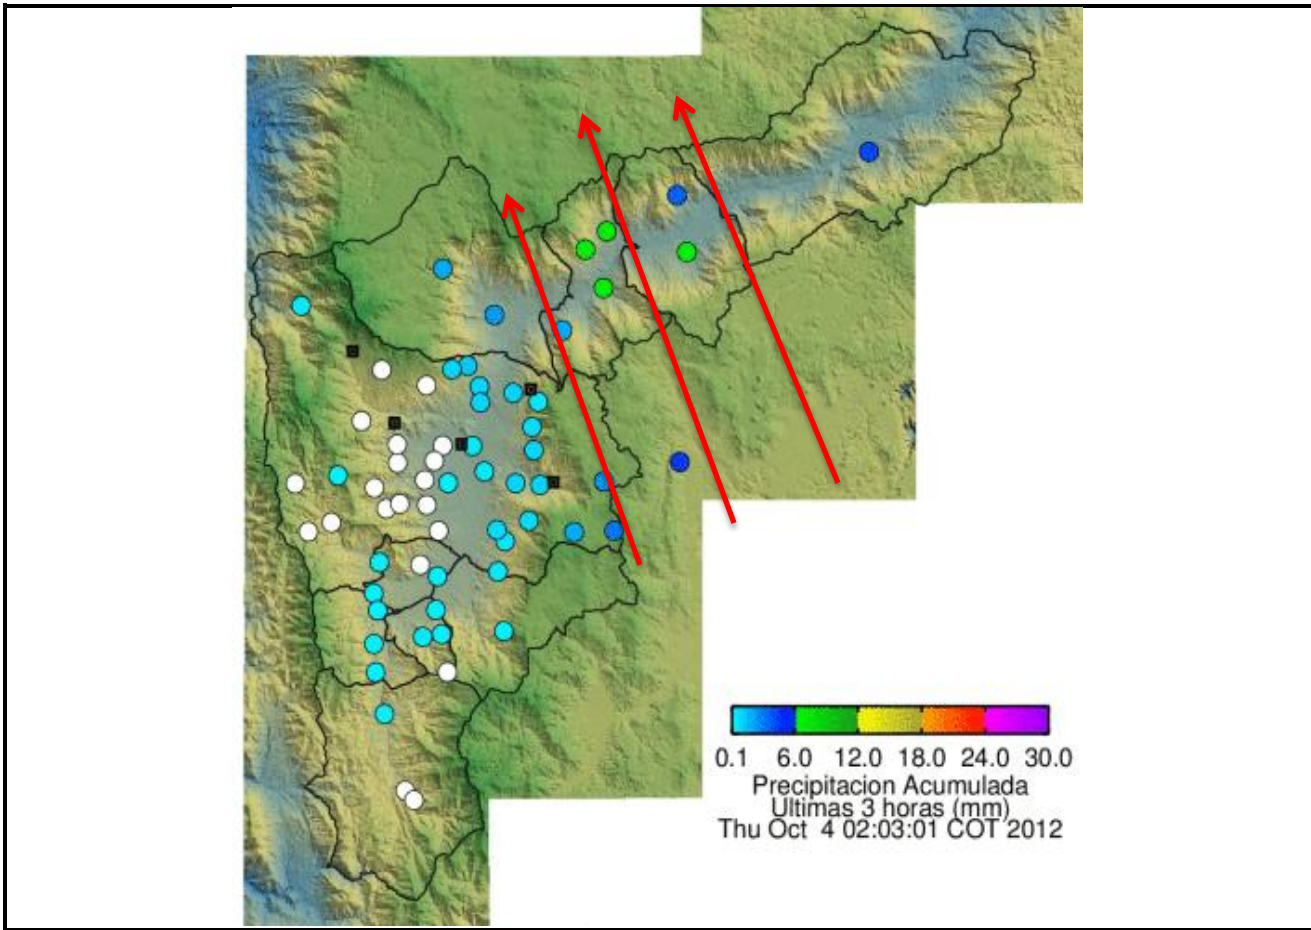 0.1 6.0 12.0 18.0 24.0 30.0
Precipitacion Acumulada
Ultimas 3 horas (mm)
Thu Oct 4 02:03:01 COT 2012